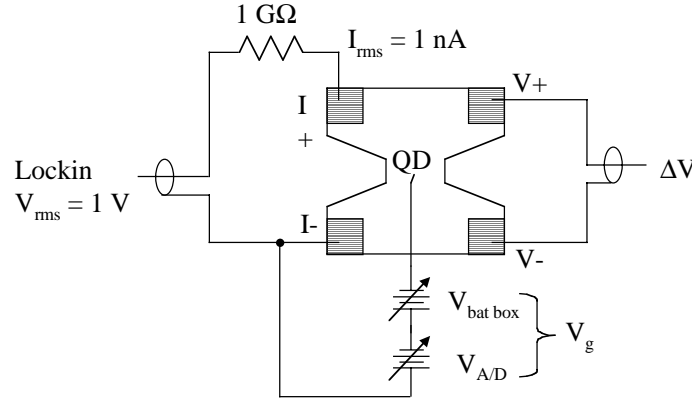 1 GΩ
I_rms = 1 nA
I
+
V+
QD
Lockin
V_rms = 1 V
ΔV
I-
V-
V_bat box
V_g
V_A/D